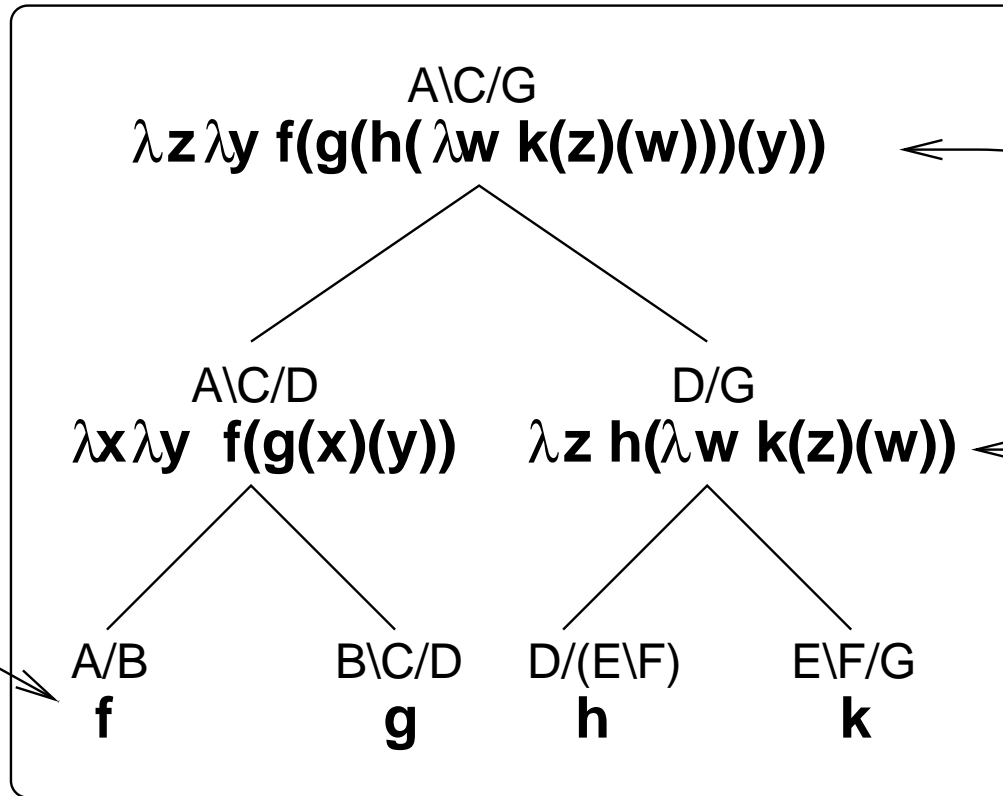 A\C/G
λz λy f(g(h( λw k(z)(w)))(y))
A\C/D D/G
λx λy f(g(x)(y)) λz h(λw k(z)(w))
A/B B\C/D D/(E\F) E\F/G
f g h k